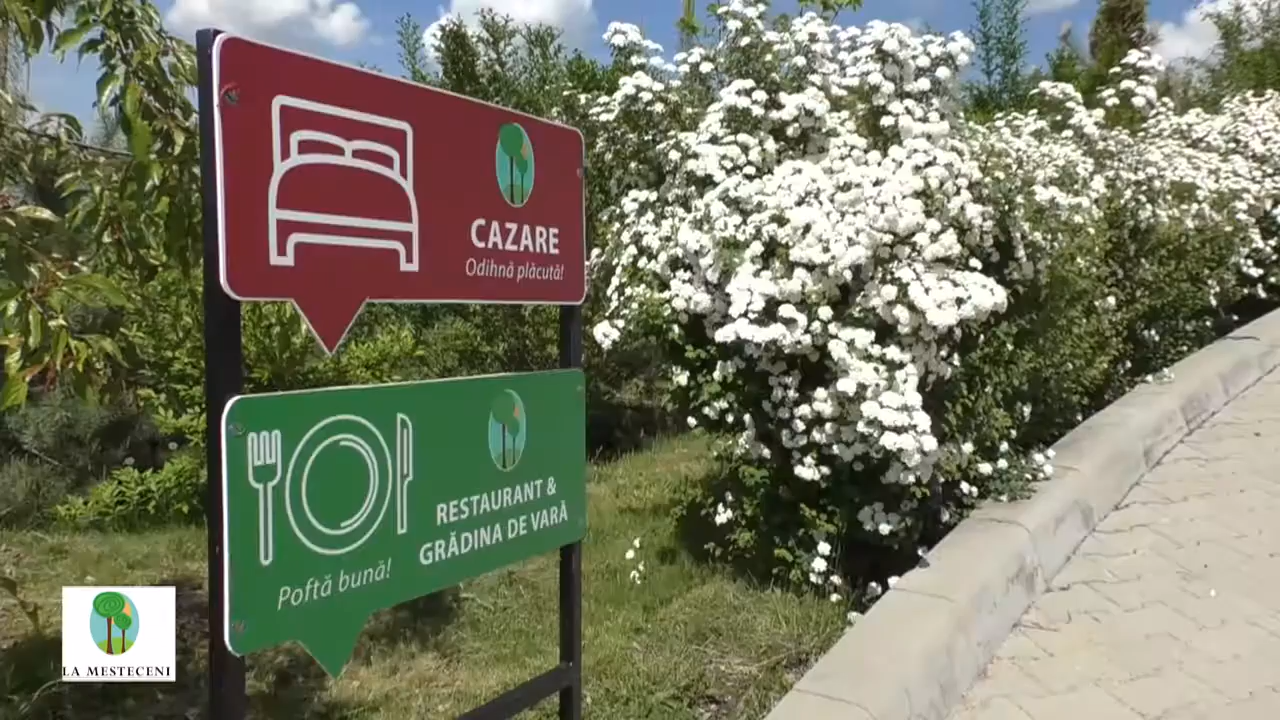 CAZARE
Odihnă plăcută!
RESTAURANT &
GRĂDINA DE VARĂ
Poftă bună!
LA MESTECENI